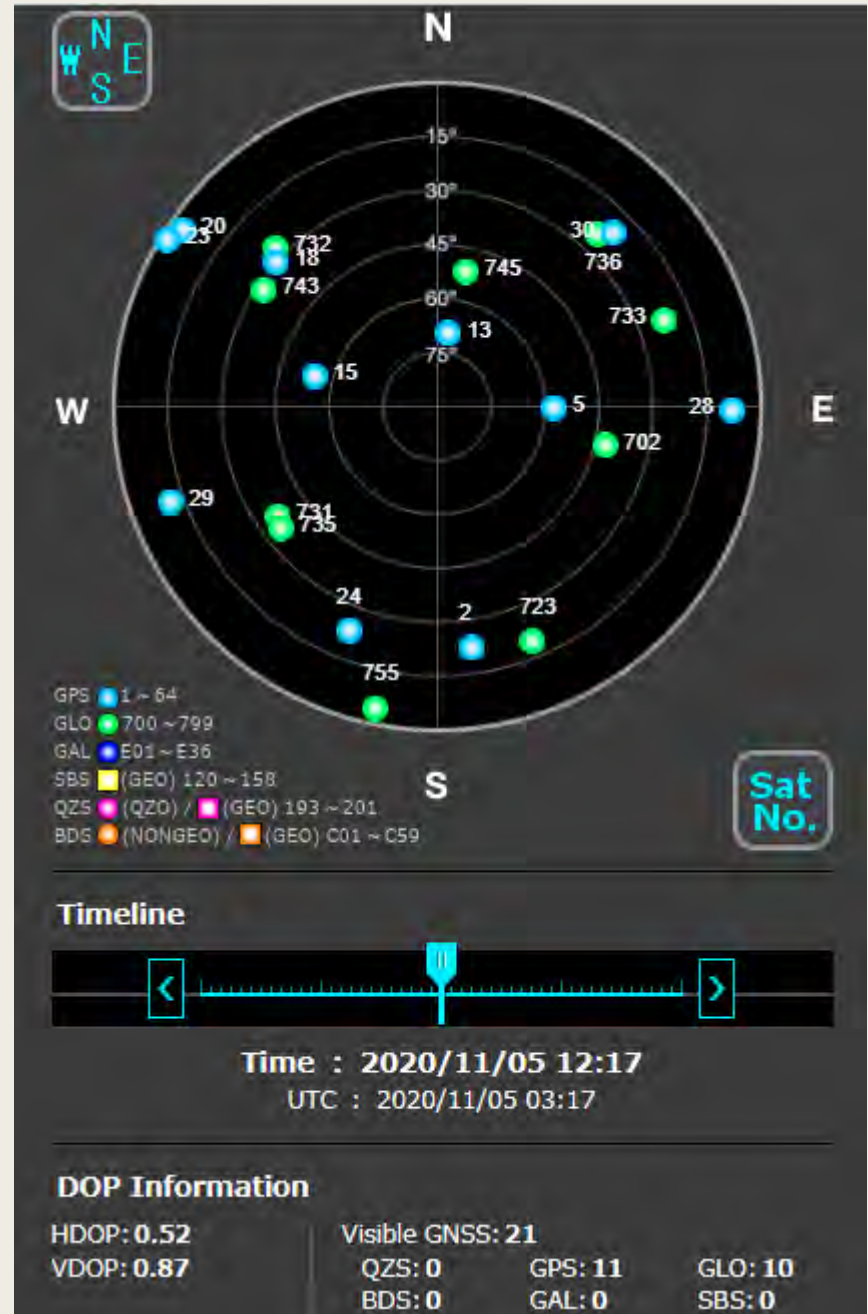 N
N
W E
S
15°
30°
20
23
45°
30
732
18
736
745
743
60°
733
13
75°
15
W
5
28
E
702
29
731
735
24
2
723
755
GPS 1 ~ 64
GLO 700 ~ 799
GAL E01 ~ E36
SBS (GEO) 120 ~ 158
S
QZS (QZO) / (GEO) 193 ~ 201
BDS (NONGEO) / (GEO) C01 ~ C59
Sat
No.
Timeline
< >
Time : 2020/11/05 12:17
UTC : 2020/11/05 03:17
DOP Information
HDOP: 0.52 Visible GNSS: 21
VDOP: 0.87 QZS: 0 GPS: 11 GLO: 10
BDS: 0 GAL: 0 SBS: 0